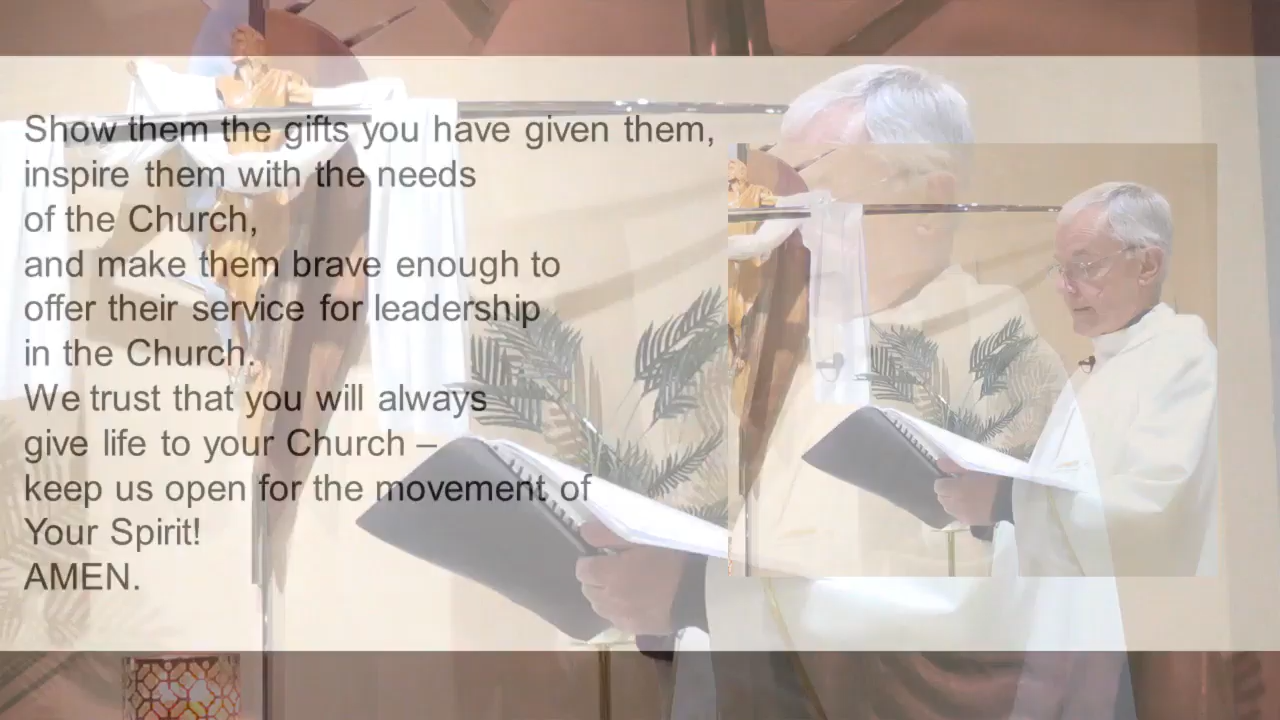 Show them the gifts you have given them,
inspire them with the needs
of the Church,
and make them brave enough to
offer their service for leadership
in the Church.
We trust that you will always
give life to your Church –
keep us open for the movement of
Your Spirit!
AMEN.